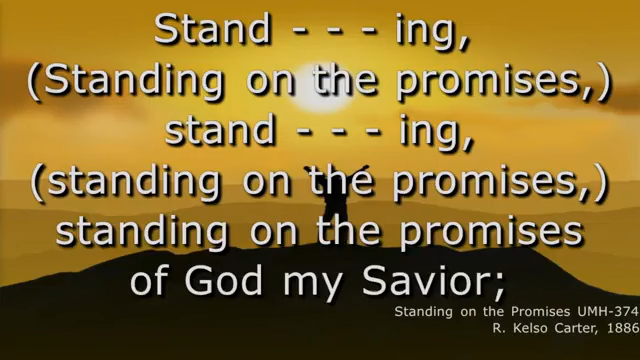 Stand - - - ing,
(Standing on the promises,)
stand - - - ing,
(standing on the promises,)
standing on the promises
of God my Savior;
Standing on the Promises UMH-374
R. Kelso Carter, 1886